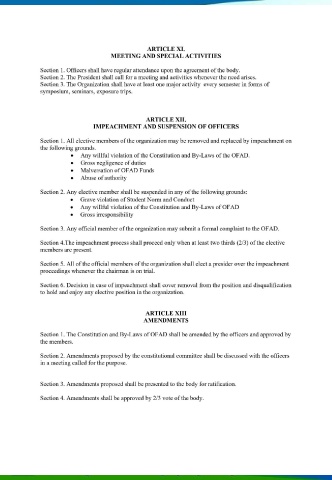 ARTICLE XI.
MEETING AND SPECIAL ACTIVITIES
Section 1. Officers shall have regular attendance upon the agreement of the body.
Section 2. The President shall call for a meeting and activities whenever the need arises.
Section 3. The Organization shall have at least one major activity every semester in forms of
symposium, seminars, exposure trips.
ARTICLE XII.
IMPEACHMENT AND SUSPENSION OF OFFICERS
Section 1. All elective members of the organization may be removed and replaced by impeachment on
the following grounds.
• Any willful violation of the Constitution and By-Laws of the OFAD.
• Gross negligence of duties
• Malversation of OFAD Funds
• Abuse of authority
Section 2. Any elective member shall be suspended in any of the following grounds:
• Grave violation of Student Norm and Conduct
• Any willful violation of the Constitution and By-Laws of OFAD
• Gross irresponsibility
Section 3. Any official member of the organization may submit a formal complaint to the OFAD.
Section 4.The impeachment process shall proceed only when at least two thirds (2/3) of the elective
members are present.
Section 5. All of the official members of the organization shall elect a presider over the impeachment
proceedings whenever the chairman is on trial.
Section 6. Decision in case of impeachment shall cover removal from the position and disqualification
to hold and enjoy any elective position in the organization.
ARTICLE XIII
AMENDMENTS
Section 1. The Constitution and By-Laws of OFAD shall be amended by the officers and approved by
the members.
Section 2. Amendments proposed by the constitutional committee shall be discussed with the officers
in a meeting called for the purpose.
Section 3. Amendments proposed shall be presented to the body for ratification.
Section 4. Amendments shall be approved by 2/3 vote of the body.